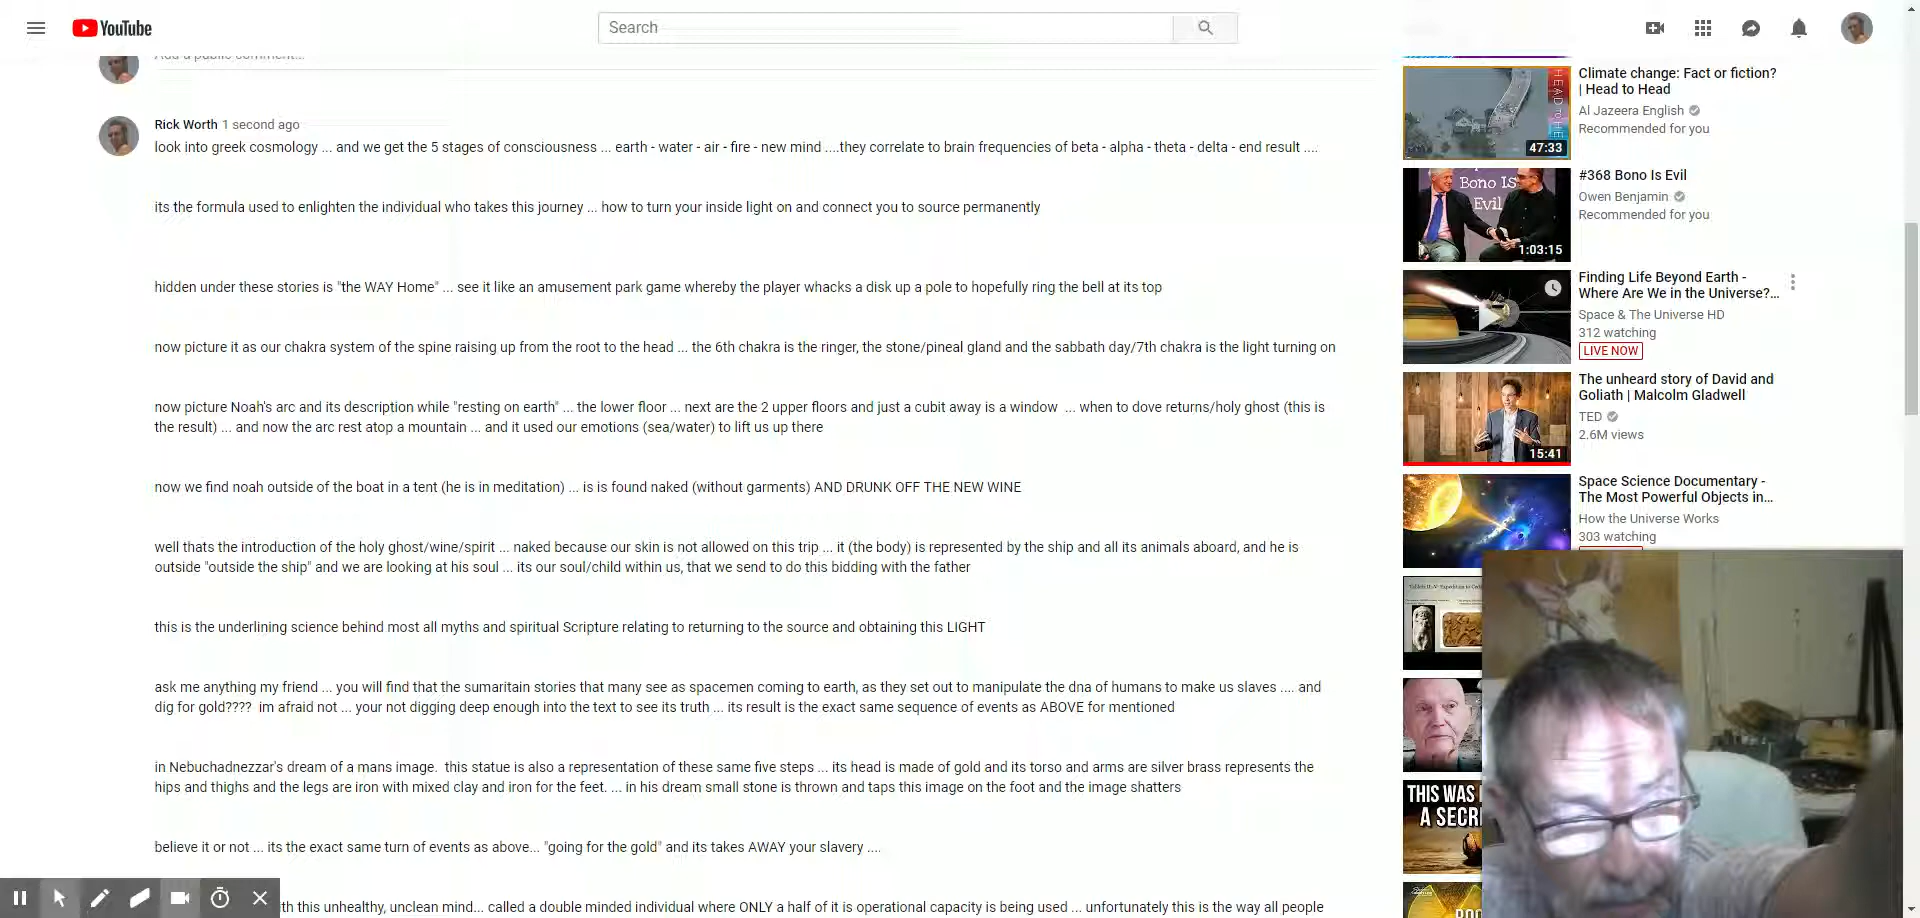 YouTube
Search
Add a public comment...
Rick Worth 1 second ago
look into greek cosmology ... and we get the 5 stages of consciousness ... earth - water - air - fire - new mind ....they correlate to brain frequencies of beta - alpha - theta - delta - end result ....
its the formula used to enlighten the individual who takes this journey ... how to turn your inside light on and connect you to source permanently
hidden under these stories is "the WAY Home" ... see it like an amusement park game whereby the player whacks a disk up a pole to hopefully ring the bell at its top
now picture it as our chakra system of the spine raising up from the root to the head ... the 6th chakra is the ringer, the stone/pineal gland and the sabbath day/7th chakra is the light turning on
now picture Noah's arc and its description while "resting on earth" ... the lower floor ... next are the 2 upper floors and just a cubit away is a window ... when to dove returns/holy ghost (this is
the result) ... and now the arc rest atop a mountain ... and it used our emotions (sea/water) to lift us up there
now we find noah outside of the boat in a tent (he is in meditation) ... is is found naked (without garments) AND DRUNK OFF THE NEW WINE
well thats the introduction of the holy ghost/wine/spirit ... naked because our skin is not allowed on this trip ... it (the body) is represented by the ship and all its animals aboard, and he is
outside "outside the ship" and we are looking at his soul ... its our soul/child within us, that we send to do this bidding with the father
this is the underlining science behind most all myths and spiritual Scripture relating to returning to the source and obtaining this LIGHT
ask me anything my friend ... you will find that the sumaritain stories that many see as spacemen coming to earth, as they set out to manipulate the dna of humans to make us slaves .... and
dig for gold???? im afraid not ... your not digging deep enough into the text to see its truth ... its result is the exact same sequence of events as ABOVE for mentioned
in Nebuchadnezzar's dream of a mans image. this statue is also a representation of these same five steps ... its head is made of gold and its torso and arms are silver brass represents the
hips and thighs and the legs are iron with mixed clay and iron for the feet. ... in his dream small stone is thrown and taps this image on the foot and the image shatters
believe it or not ... its the exact same turn of events as above... "going for the gold" and its takes AWAY your slavery ....
this unhealthy, unclean mind... called a double minded individual where ONLY a half of it is operational capacity is being used ... unfortunately this is the way all people
HEAD to HE
47:33
Climate change: Fact or fiction?
| Head to Head
Al Jazeera English
Recommended for you
Bono Is
Evil
1:03:15
#368 Bono Is Evil
Owen Benjamin
Recommended for you
Finding Life Beyond Earth -
Where Are We in the Universe?...
Space & The Universe HD
312 watching
LIVE NOW
15:41
The unheard story of David and
Goliath | Malcolm Gladwell
TED
2.6M views
Space Science Documentary -
The Most Powerful Objects in...
How the Universe Works
303 watching
THIS WAS
A SECR